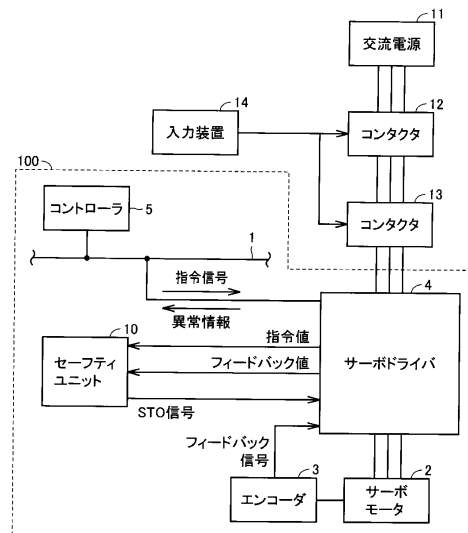 11
交流電源
14
12
入力装置
コンタクタ
100
13
コントローラ
5
コンタクタ
1
指令信号
4
異常情報
10
指令値
セーフティ
ユニット
フィードバック値
サーボドライバ
STO信号
フィードバック
信号
3
2
エンコーダ
サーボ
モータ